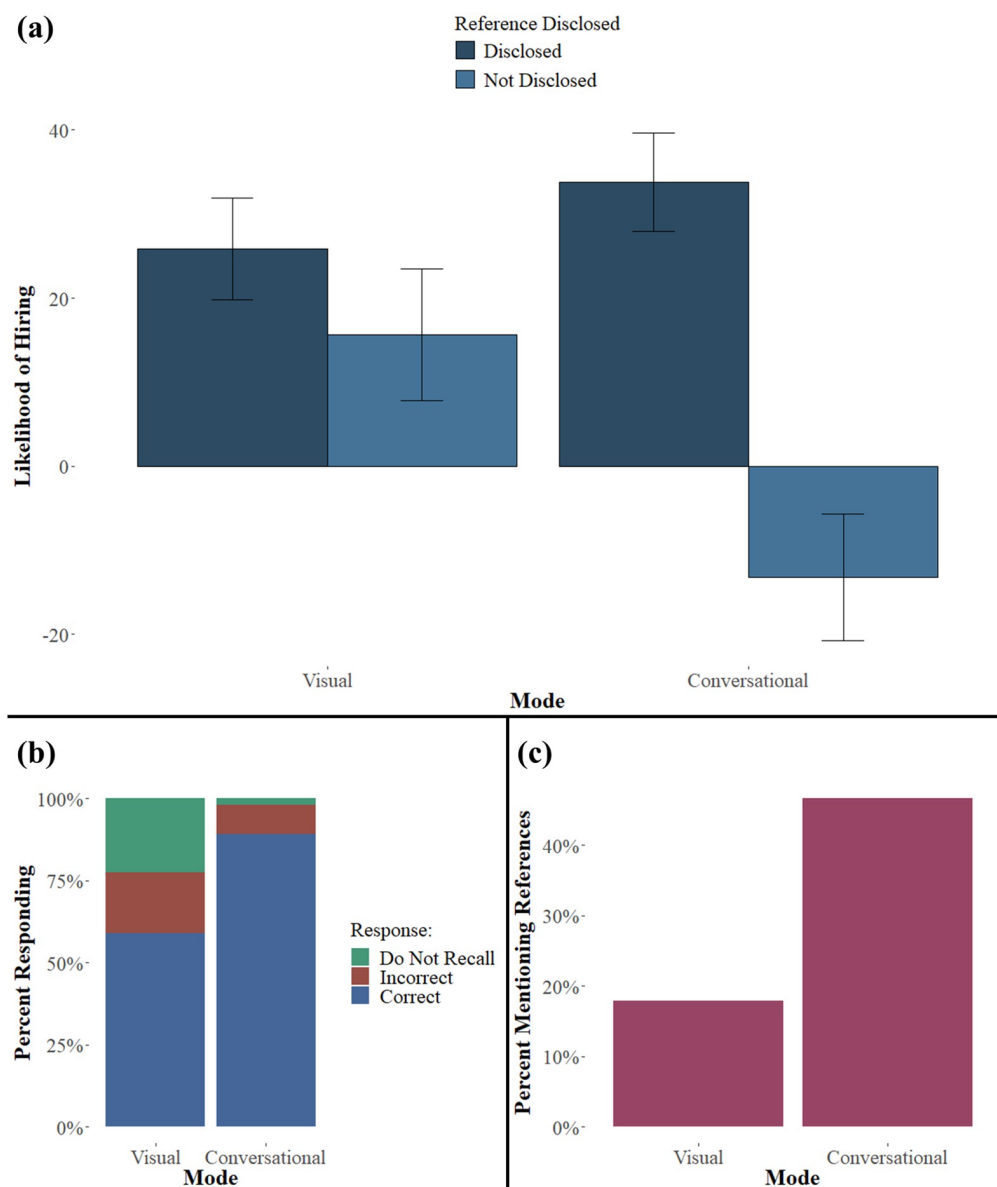 (a)
Reference Disclosed
Disclosed
Not Disclosed
Likelihood of Hiring
40
20
0
-20
Visual
Conversational
Mode
(b)
Percent Responding
100%
75%
50%
25%
0%
Response:
Do Not Recall
Incorrect
Correct
Visual
Conversational
Mode
(c)
Percent Mentioning References
40%
30%
20%
10%
0%
Visual
Conversational
Mode